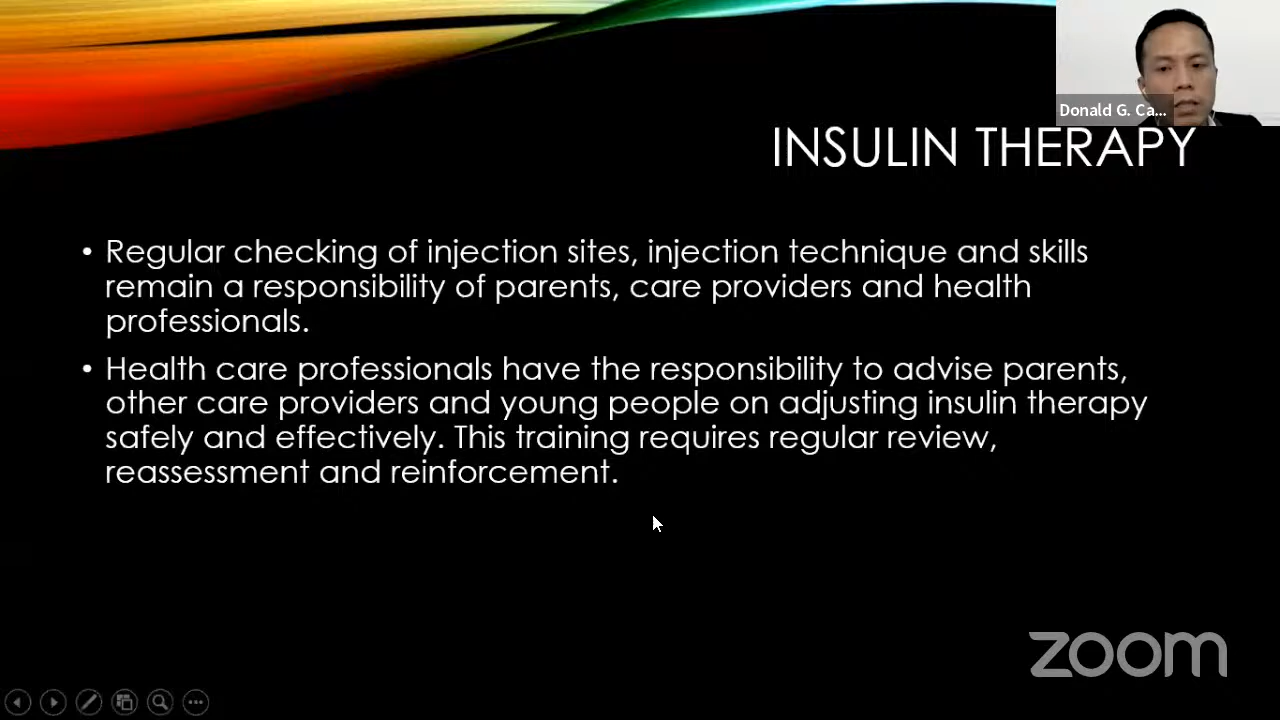 Donald G. Ca...
INSULIN THERAPY
• Regular checking of injection sites, injection technique and skills
remain a responsibility of parents, care providers and health
professionals.
• Health care professionals have the responsibility to advise parents,
other care providers and young people on adjusting insulin therapy
safely and effectively. This training requires regular review,
reassessment and reinforcement.
zoom